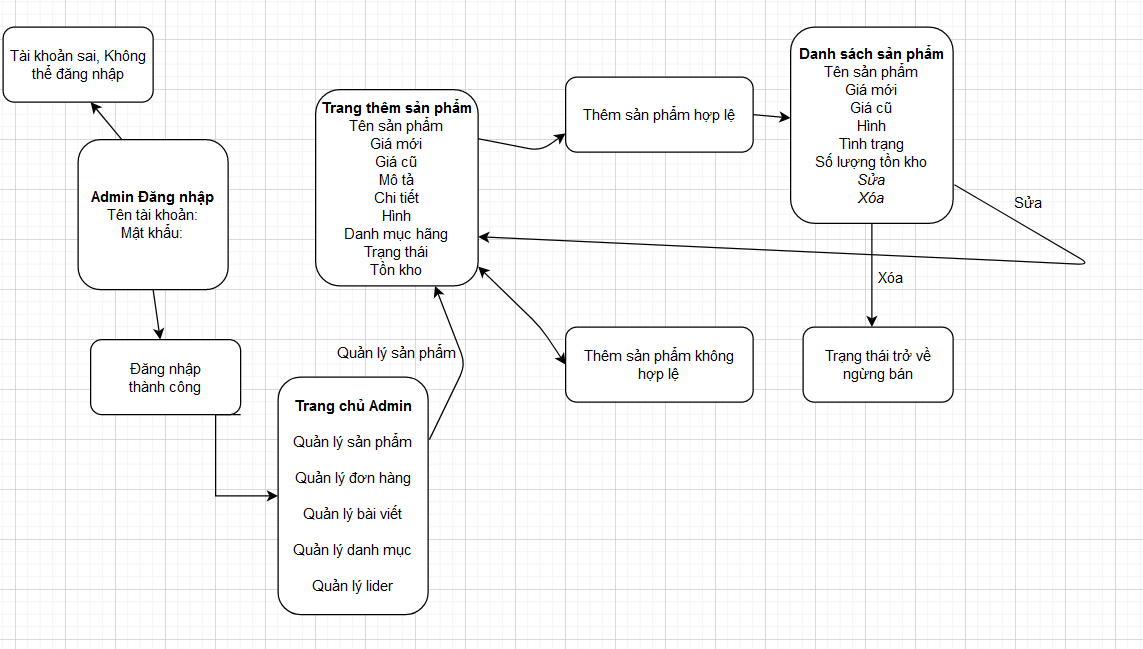 Tài khoản sai, Không
thể đăng nhập
Admin Đăng nhập
Tên tài khoản:
Mật khẩu:
Đăng nhập
thành công
Trang chủ Admin
Quản lý sản phẩm
Quản lý đơn hàng
Quản lý bài viết
Quản lý danh mục
Quản lý lider
Quản lý sản phẩm
Trang thêm sản phẩm
Tên sản phẩm
Giá mới
Giá cũ
Mô tả
Chi tiết
Hình
Danh mục hãng
Trạng thái
Tồn kho
Thêm sản phẩm hợp lệ
Thêm sản phẩm không
hợp lệ
Danh sách sản phẩm
Tên sản phẩm
Giá mới
Giá cũ
Hình
Tình trạng
Số lượng tồn kho
Sửa
Xóa
Sửa
Xóa
Trạng thái trở về
ngừng bán